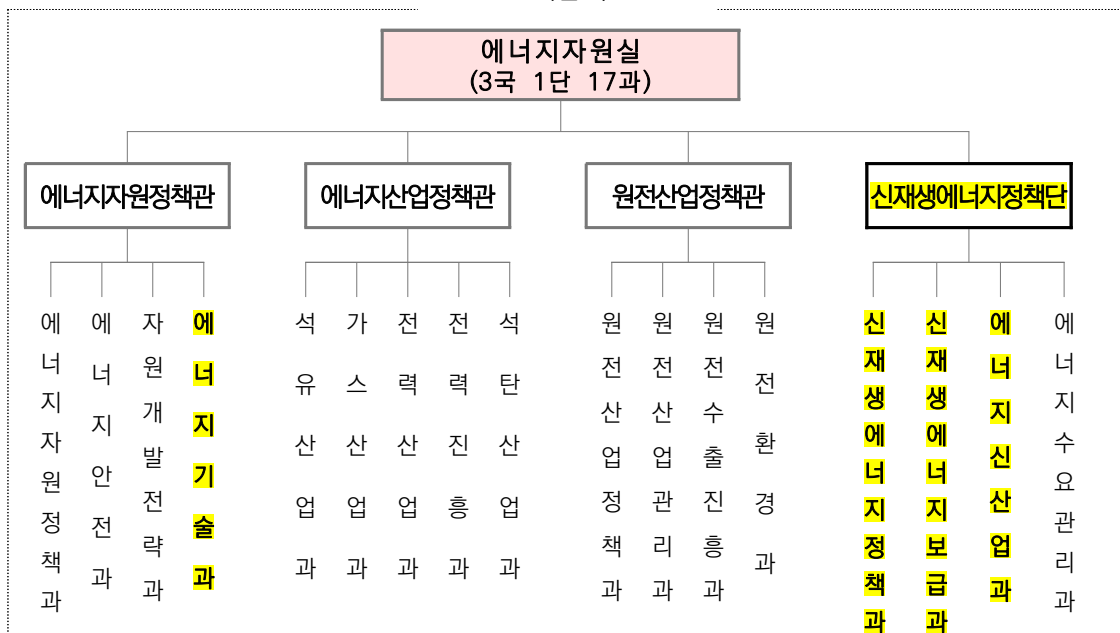 에너지자원실
(3국 1단 17과)
에너지자원정책관
에너지산업정책관
원전산업정책관
신재생에너지정책단
에너지자원정책과
에너지안전과
자원개발전략과
에너지기술과
석유산업과
가스산업과
전력산업과
전력진흥과
석탄산업과
원전산업정책과
원전산업관리과
원전수출진흥과
원전환경과
신재생에너지정책과
신재생에너지보급과
에너지신산업과
에너지수요관리과